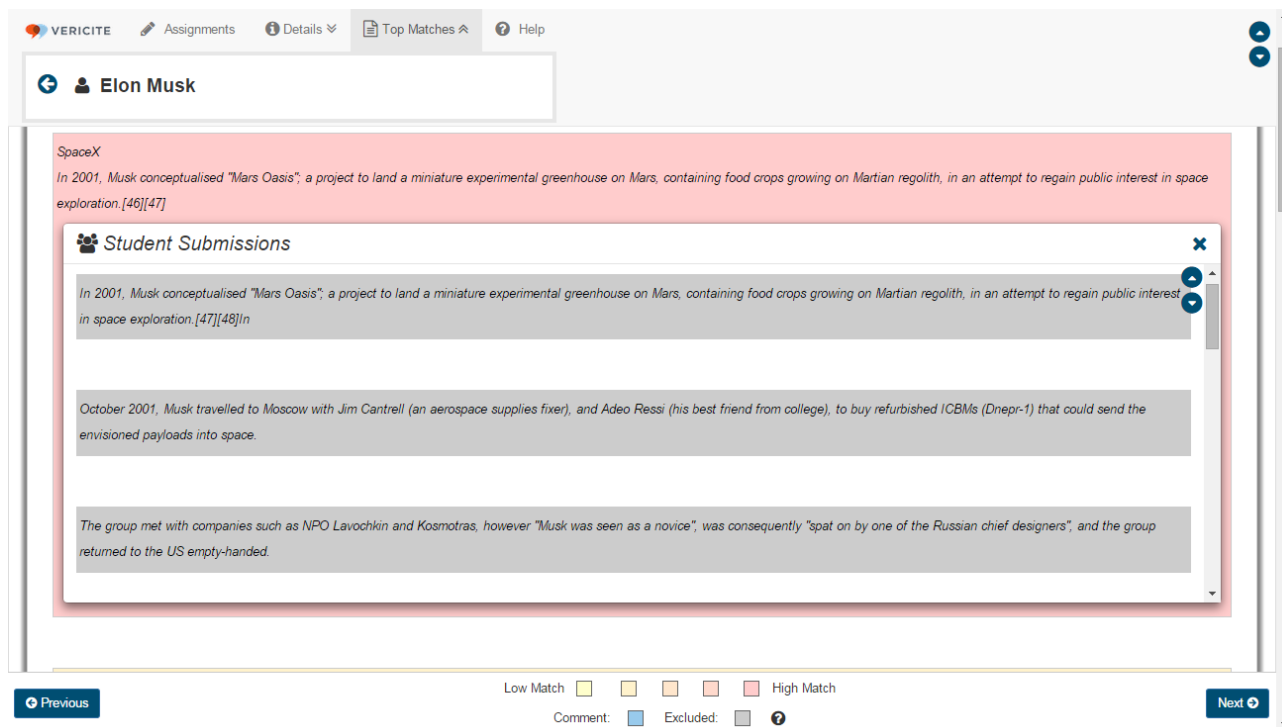 VERICITE Assignments Details Top Matches Help
Elon Musk
SpaceX
In 2001, Musk conceptualised "Mars Oasis"; a project to land a miniature experimental greenhouse on Mars, containing food crops growing on Martian regolith, in an attempt to regain public interest in space
exploration.[46][47]
Student Submissions
In 2001, Musk conceptualised "Mars Oasis"; a project to land a miniature experimental greenhouse on Mars, containing food crops growing on Martian regolith, in an attempt to regain public interest
in space exploration.[47][48]In
October 2001, Musk travelled to Moscow with Jim Cantrell (an aerospace supplies fixer), and Adeo Ressi (his best friend from college), to buy refurbished ICBMs (Dnepr-1) that could send the
envisioned payloads into space.
The group met with companies such as NPO Lavochkin and Kosmotras, however "Musk was seen as a novice", was consequently "spat on by one of the Russian chief designers", and the group
returned to the US empty-handed.
Low Match High Match
Previous Next
Comment: Excluded: